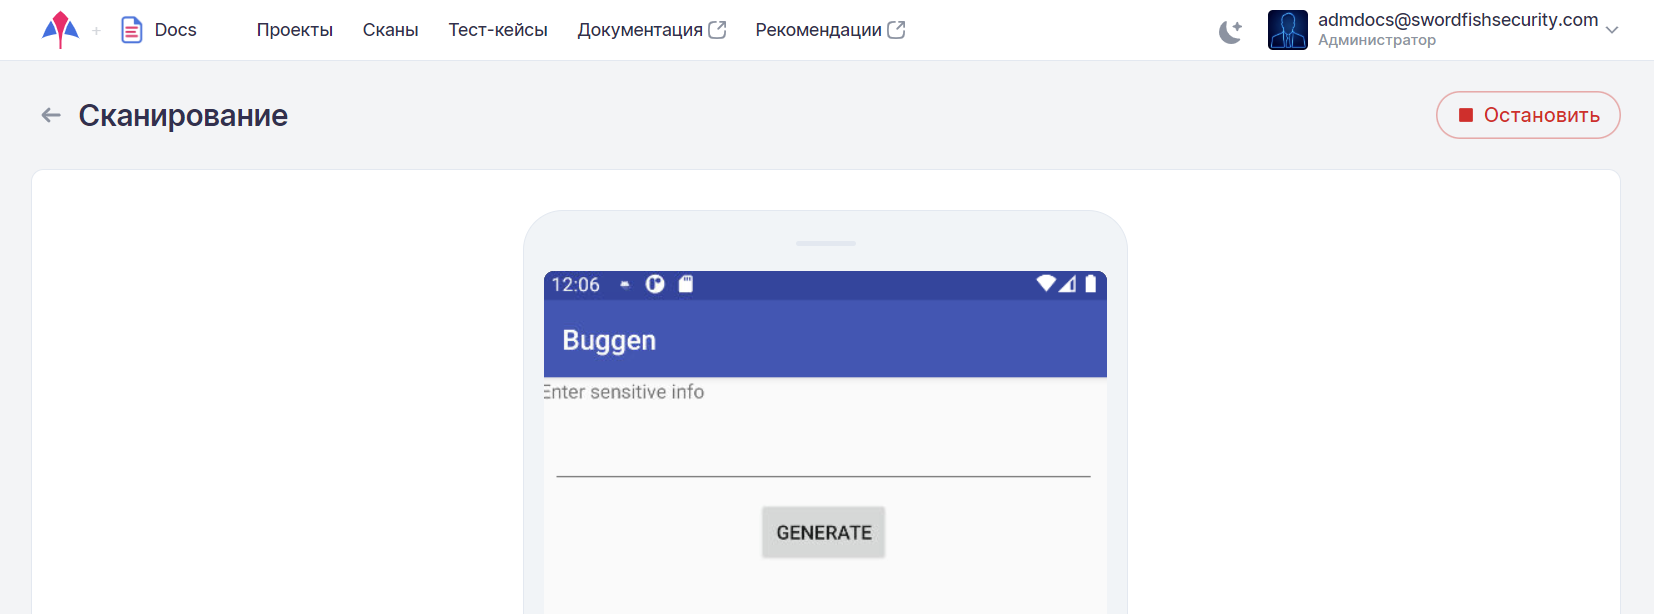 Docs Проекты Сканы Тест-кейсы Документация Рекомендации admdocs@swordfishsecurity.com
Администратор
Сканирование Остановить
12:06
Buggen
Enter sensitive info
GENERATE